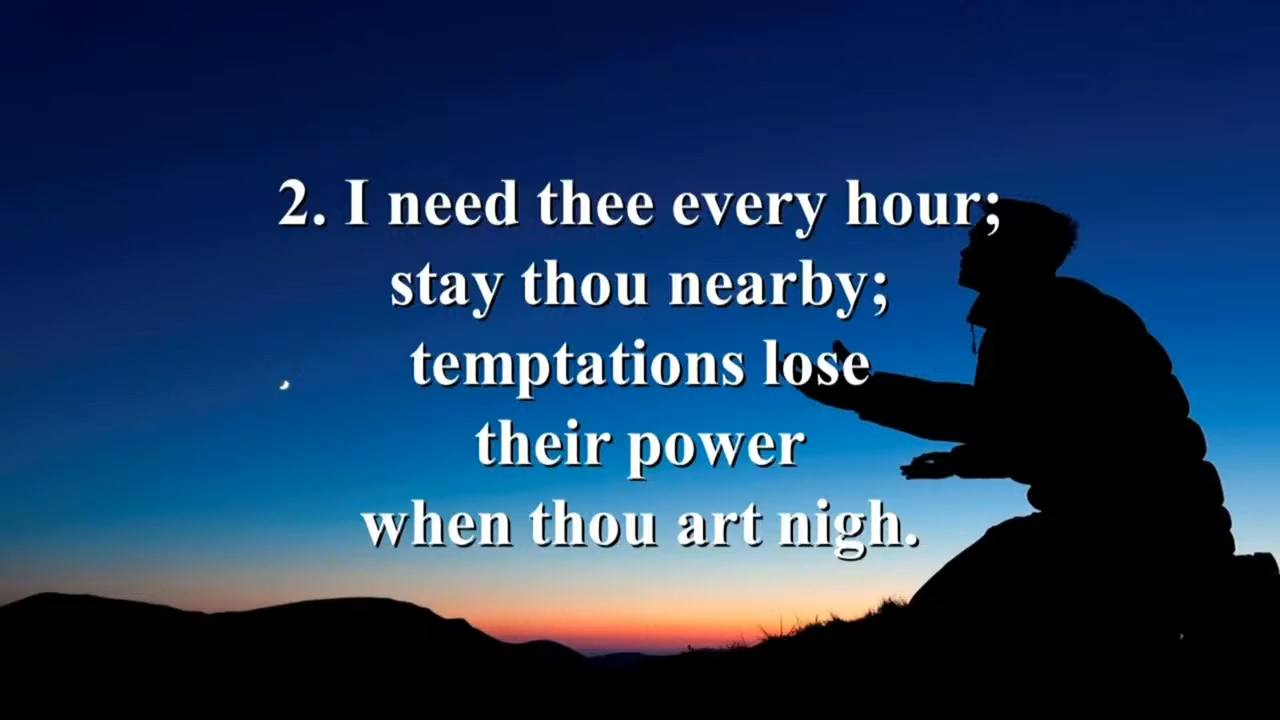 2. I need thee every hour;
stay thou nearby;
temptations lose
their power
when thou art nigh.